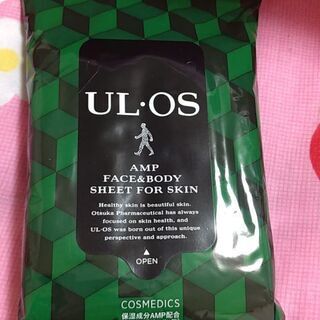 UL·OS
AMP
FACE&BODY
SHEET FOR SKIN
Healthy skin is beautiful skin.
Otsuka Pharmaceutical has always
focused on skin health, and
UL·OS was born out of this unique
perspective and approach.
▲
OPEN
COSMEDICS
保湿成分AMP配合